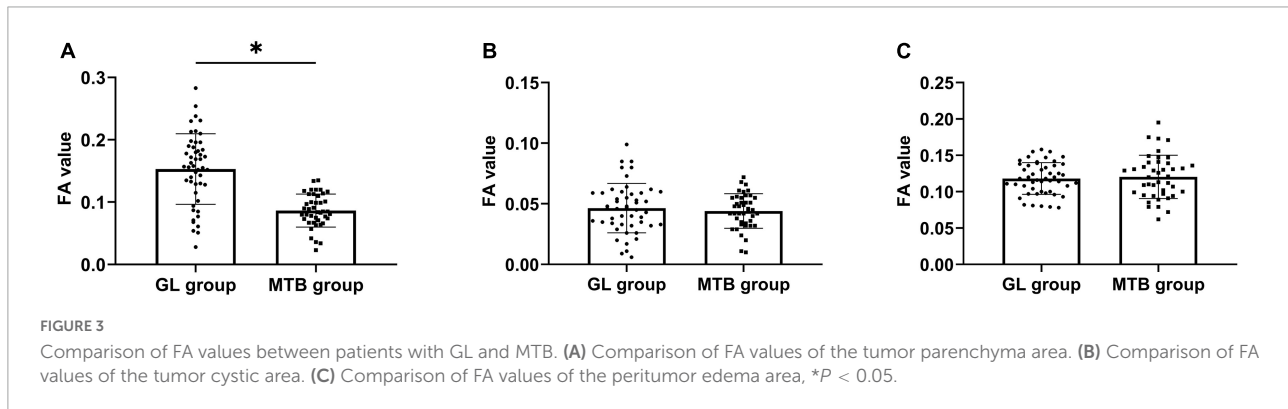 A
*
FA value
0.3
0.2
0.1
0.0
GL group MTB group
B
FA value
0.15
0.10
0.05
0.00
GL group MTB group
C
FA value
0.25
0.20
0.15
0.10
0.05
0.00
GL group MTB group
FIGURE 3
Comparison of FA values between patients with GL and MTB. (A) Comparison of FA values of the tumor parenchyma area. (B) Comparison of FA
values of the tumor cystic area. (C) Comparison of FA values of the peritumor edema area, *P < 0.05.